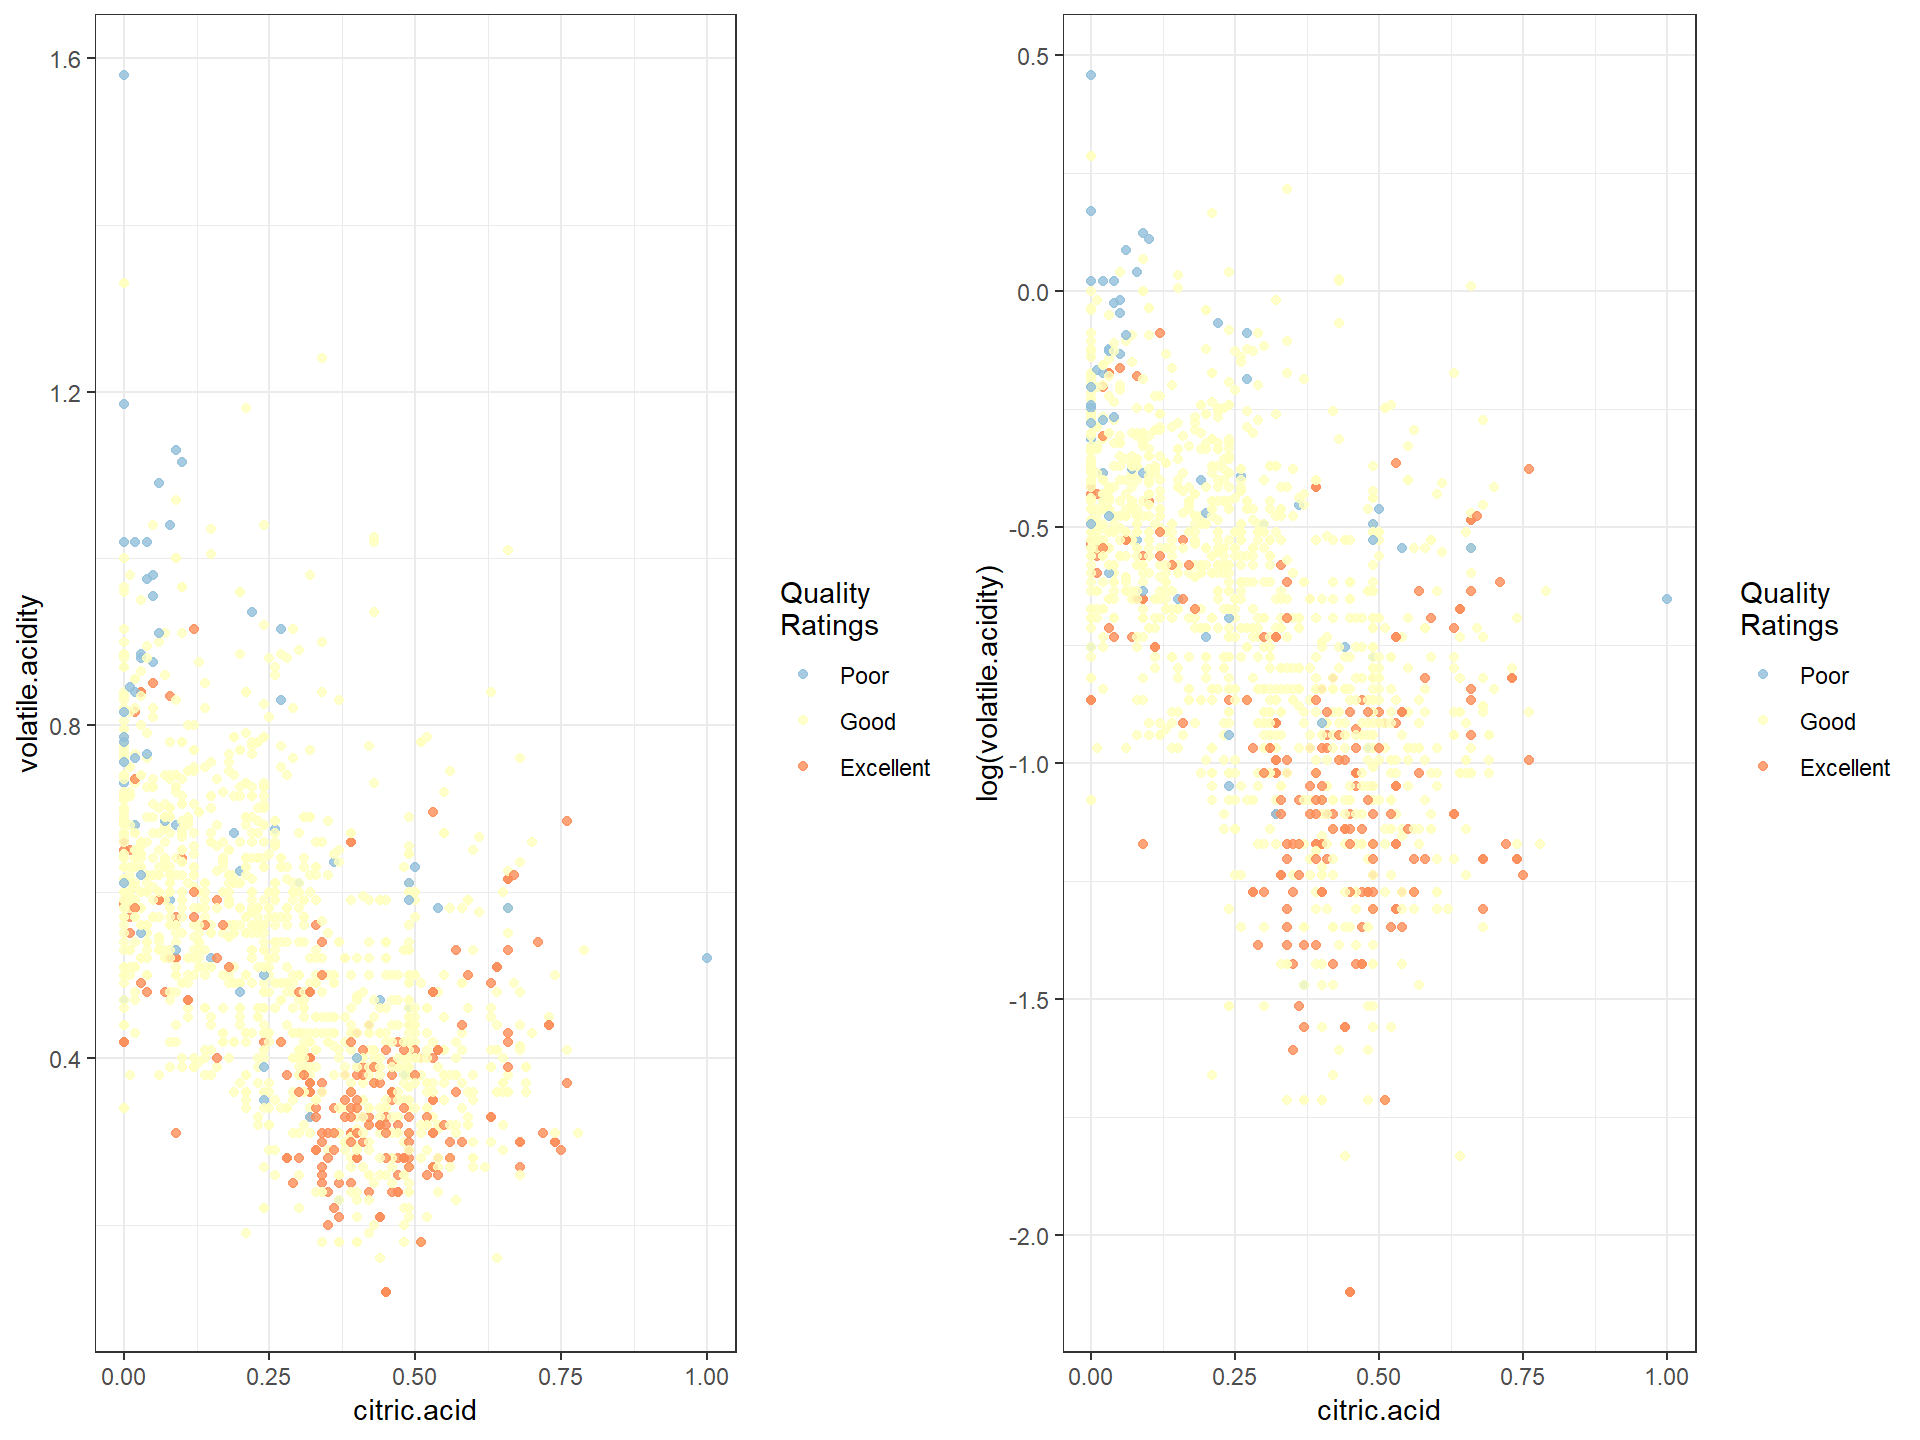 1.6
1.2
0.8
0.4
volatile.acidity
0.00 0.25 0.50 0.75 1.00
citric.acid
Quality
Ratings
Poor
Good
Excellent
0.5
0.0
-0.5
-1.0
-1.5
-2.0
log(volatile.acidity)
0.00 0.25 0.50 0.75 1.00
citric.acid
Quality
Ratings
Poor
Good
Excellent